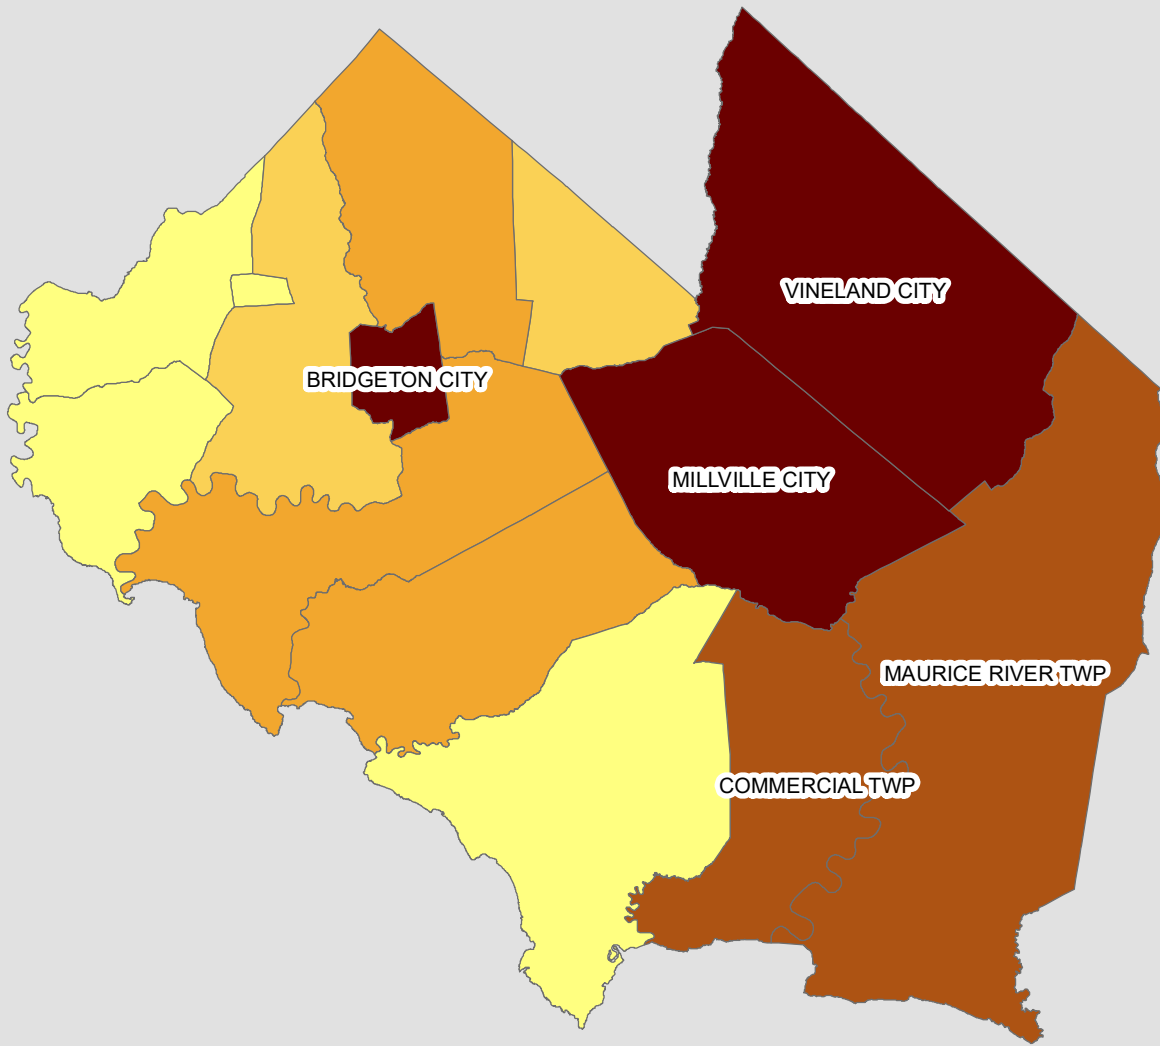 VINELAND CITY
BRIDGETON CITY
MILLVILLE CITY
MAURICE RIVER TWP
COMMERCIAL TWP